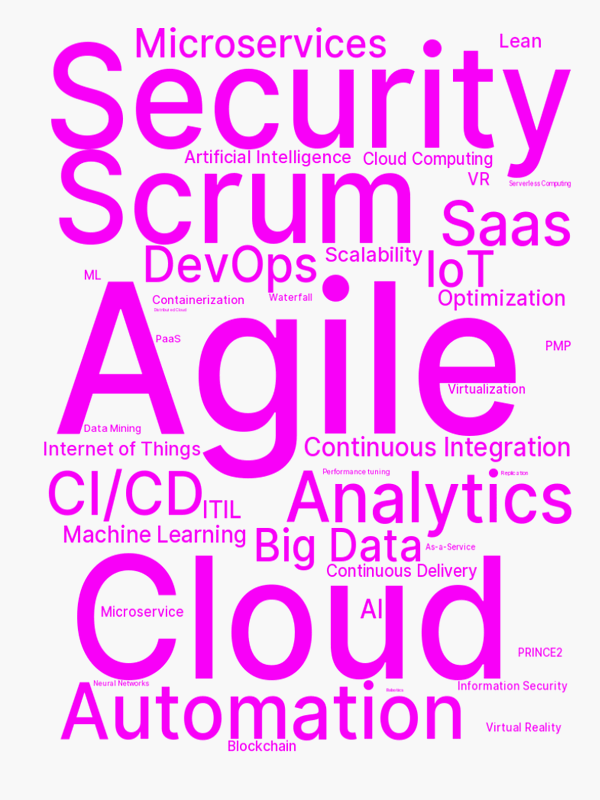 Microservices
Lean
Security
Artificial Intelligence
Cloud Computing
VR
Serverless Computing
Scrum
Saas
DevOps
Scalability
IoT
ML
Containerization
Waterfall
Optimization
Distributed Cloud
Agile
PaaS
PMP
Virtualization
Data Mining
Internet of Things
Continuous Integration
Performance tuning
Replication
CI/CD
ITIL
Analytics
Machine Learning
Big Data
As-a-Service
Continuous Delivery
Cloud
Microservice
AI
PRINCE2
Neural Networks
Robotics
Information Security
Automation
Virtual Reality
Blockchain